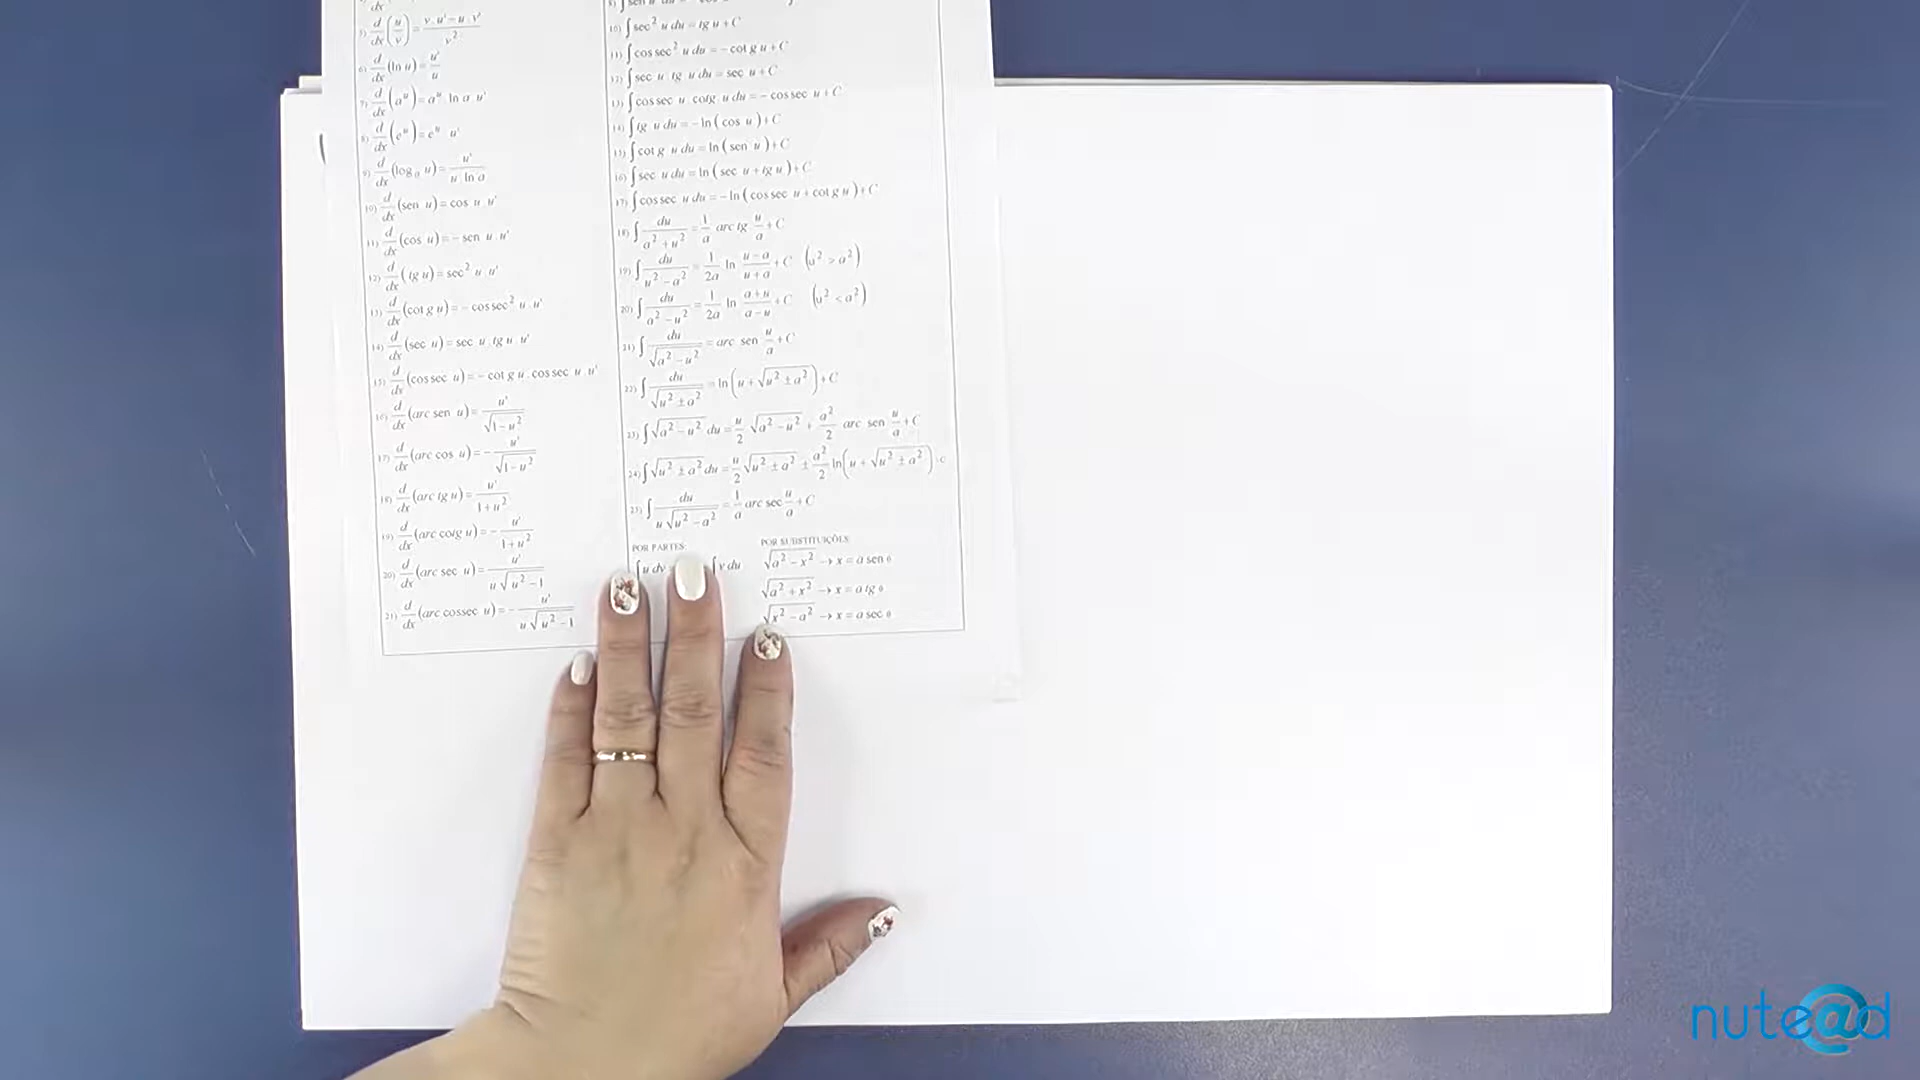 dx
5) d/dx (u/v) = v.u' - u.v' / v²
6) d/dx (ln u) = u'/u
7) d/dx (aᵘ) = aᵘ . ln a . u'
8) d/dx (eᵘ) = eᵘ . u'
9) d/dx (logₐ u) = u' / u . ln a
10) d/dx (sen u) = cos u . u'
11) d/dx (cos u) = - sen u . u'
12) d/dx (tg u) = sec² u . u'
13) d/dx (cotg u) = - cossec² u . u'
14) d/dx (sec u) = sec u . tg u . u'
15) d/dx (cossec u) = - cotg u . cossec u . u'
16) d/dx (arc sen u) = u' / √(1-u²)
17) d/dx (arc cos u) = - u' / √(1-u²)
18) d/dx (arc tg u) = u' / 1+u²
19) d/dx (arc cotg u) = - u' / 1+u²
20) d/dx (arc sec u) = u' / u√(u²-1)
21) d/dx (arc cossec u) = - u' / u√(u²-1)
10) ∫ sec² u du = tg u + C
11) ∫ cossec² u du = - cotg u + C
12) ∫ sec u . tg u du = sec u + C
13) ∫ cossec u . cotg u du = - cossec u + C
14) ∫ tg u du = - ln (cos u) + C
15) ∫ cotg u du = ln (sen u) + C
16) ∫ sec u du = ln (sec u + tg u) + C
17) ∫ cossec u du = - ln (cossec u + cotg u) + C
18) ∫ du / a² + u² = 1/a arc tg u/a + C
19) ∫ du / u² - a² = 1/2a ln u-a / u+a + C (u² > a²)
20) ∫ du / a² - u² = 1/2a ln a+u / a-u + C (u² < a²)
21) ∫ du / √(a² - u²) = arc sen u/a + C
22) ∫ du / √(u² ± a²) = ln (u + √(u² ± a²)) + C
23) ∫ √(a² - u²) du = u/2 √(a² - u²) + a²/2 arc sen u/a + C
24) ∫ √(u² ± a²) du = u/2 √(u² ± a²) ± a²/2 ln (u + √(u² ± a²)) + C
25) ∫ du / u√(u² - a²) = 1/a arc sec u/a + C
POR PARTES:
∫ u dv ∫ v du
POR SUBSTITUIÇÕES
√(a² - x²) → x = a sen θ
√(a² + x²) → x = a tg θ
√(x² - a²) → x = a sec θ
nute@d